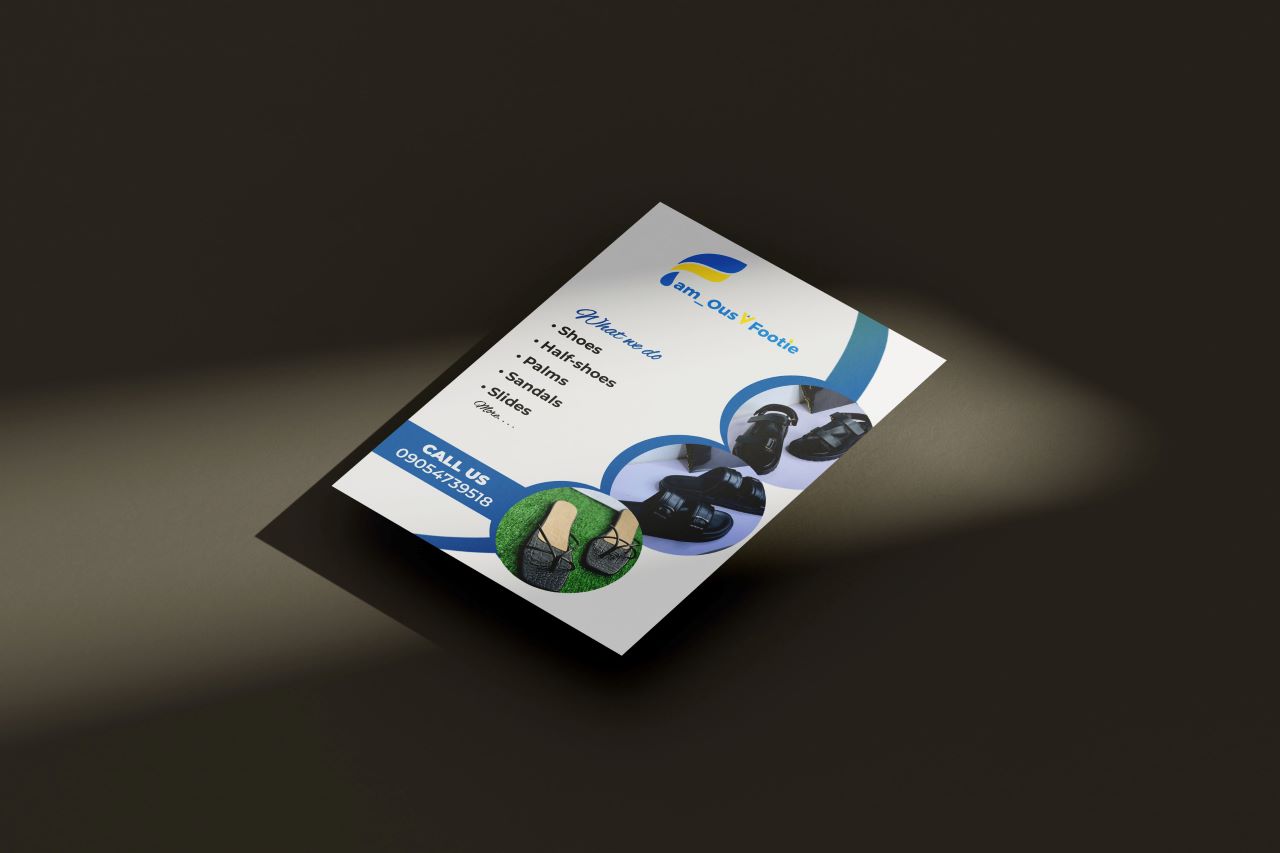 Fam_Ous V Footie
What we do
• Shoes
• Half-shoes
• Palms
• Sandals
• Slides
More....
CALL US
09054739518